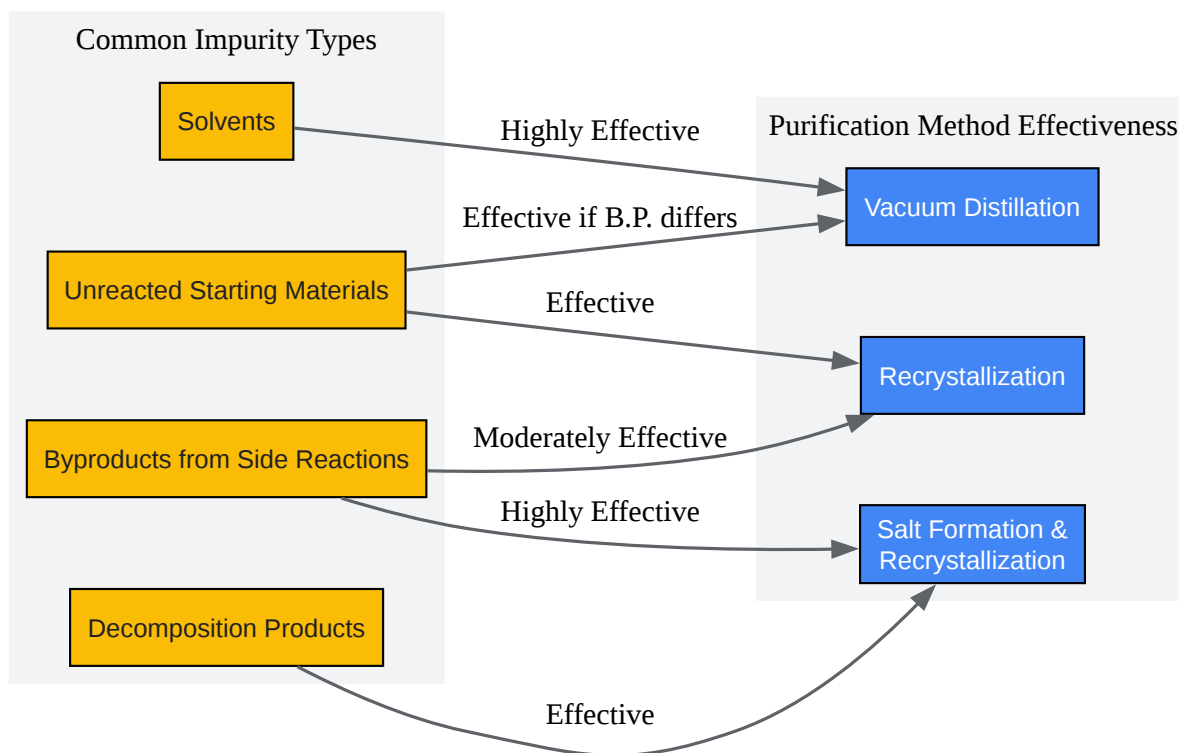 Common Impurity Types
Solvents
Unreacted Starting Materials
Byproducts from Side Reactions
Decomposition Products
Highly Effective
Effective if B.P. differs
Effective
Moderately Effective
Highly Effective
Effective
Purification Method Effectiveness
Vacuum Distillation
Recrystallization
Salt Formation &
Recrystallization